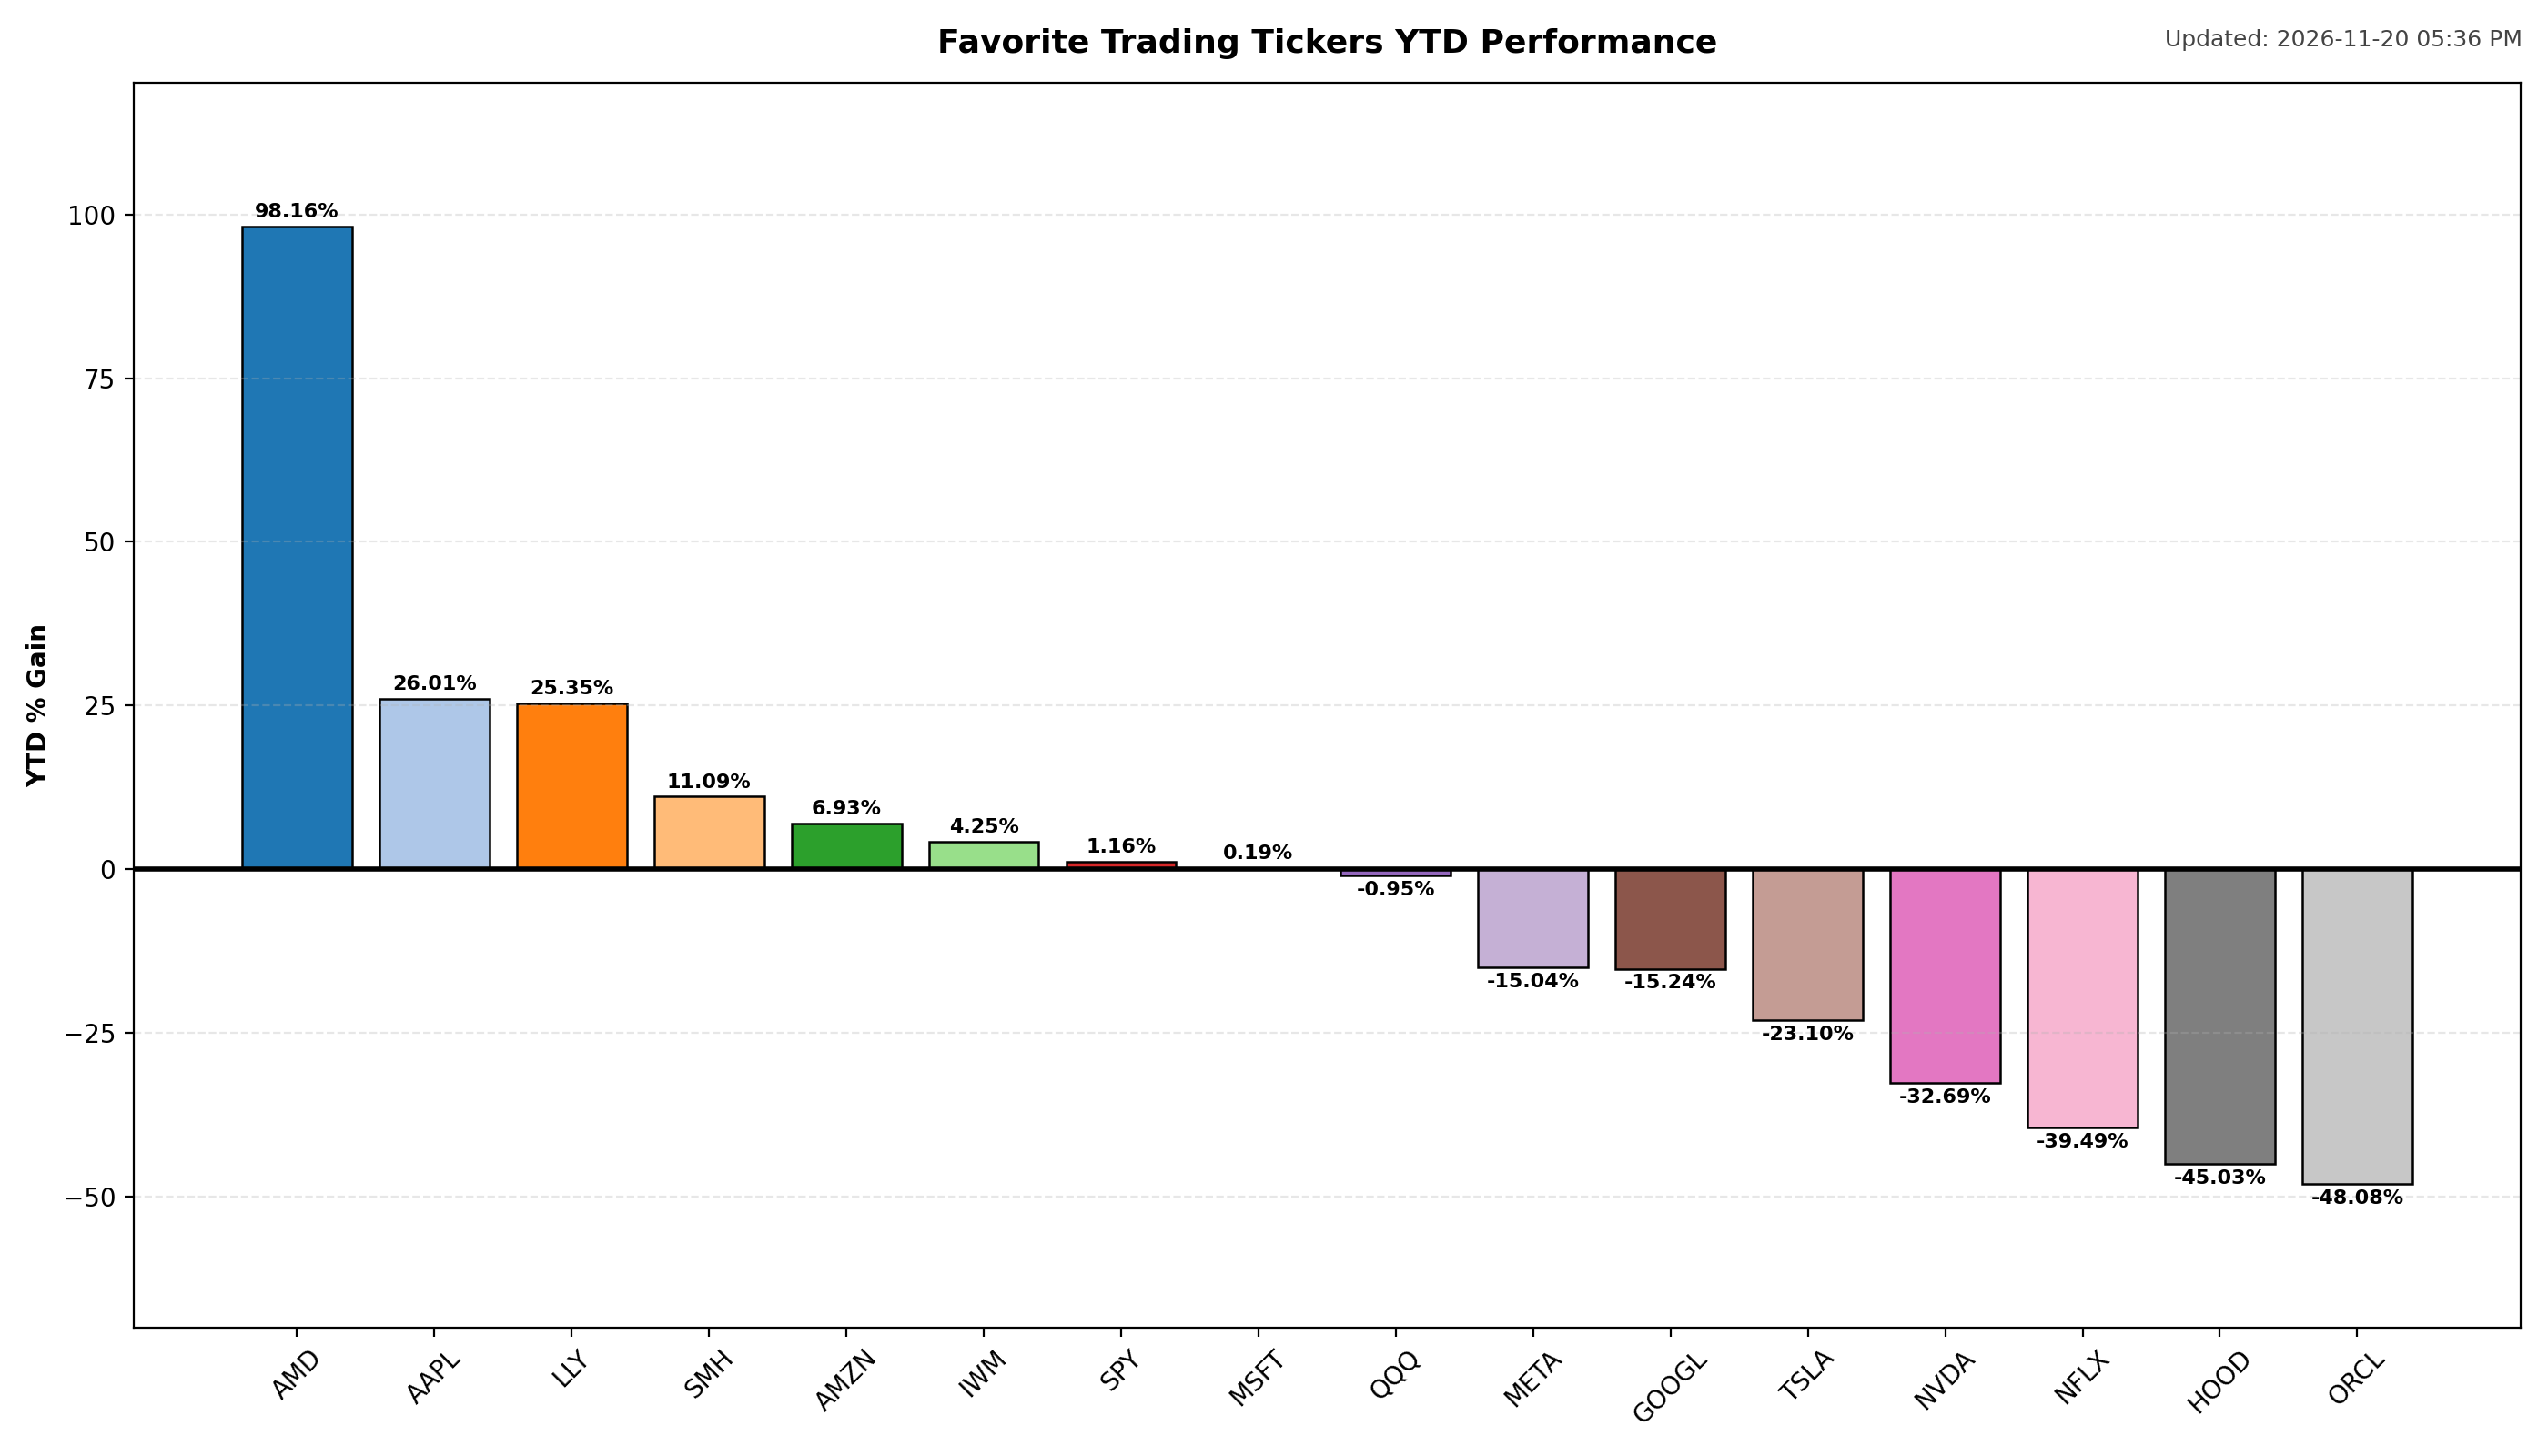 Favorite Trading Tickers YTD Performance
Updated: 2026-11-20 05:36 PM
YTD % Gain
100
75
50
25
0
−25
−50
98.16%
26.01%
25.35%
11.09%
6.93%
4.25%
1.16%
0.19%
-0.95%
-15.04%
-15.24%
-23.10%
-32.69%
-39.49%
-45.03%
-48.08%
AMD
AAPL
LLY
SMH
AMZN
IWM
SPY
MSFT
QQQ
META
GOOGL
TSLA
NVDA
NFLX
HOOD
ORCL